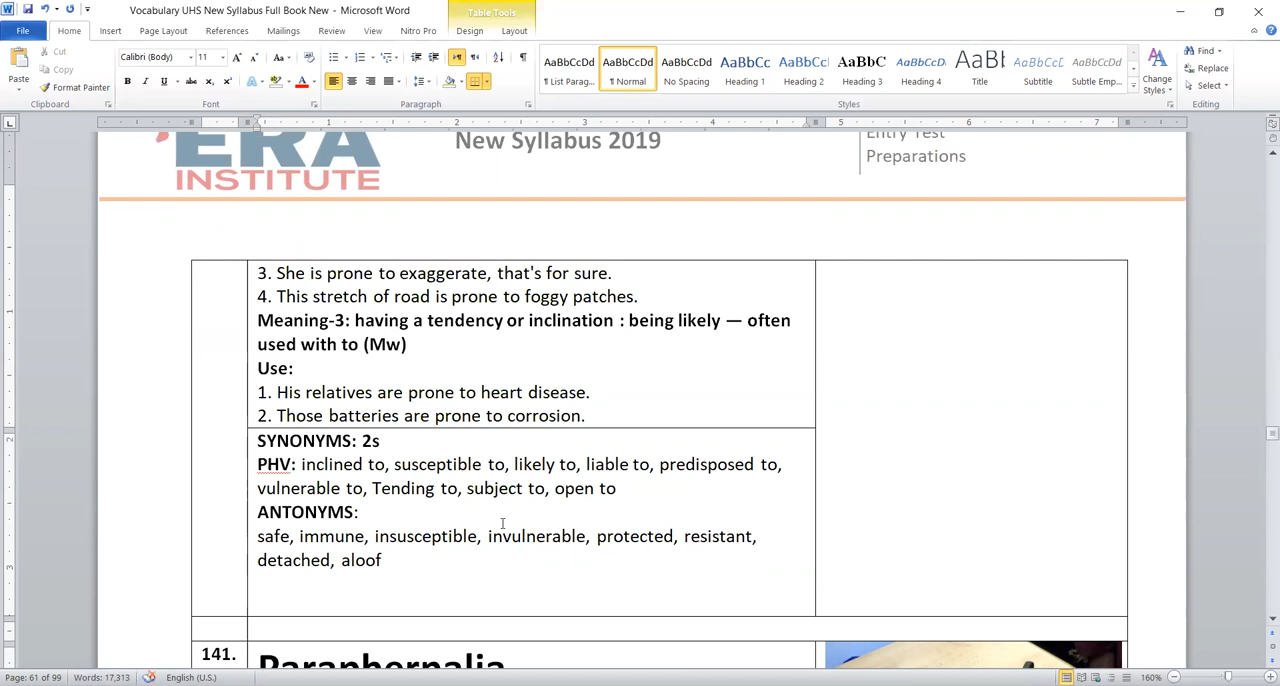 Vocabulary UHS New Syllabus Full Book New - Microsoft Word
Table Tools
File Home Insert Page Layout References Mailings Review View Nitro Pro Design Layout
Paste
Cut
Copy
Format Painter
Clipboard
Calibri (Body) 11
Font
Paragraph
AaBbCcDd AaBbCcDd AaBbCcDd AaBbCc AaBbCc AaBbC AaBbCcD AaB AaBbCcD AaBbCcDd
¶ List Parag... ¶ Normal No Spacing Heading 1 Heading 2 Heading 3 Heading 4 Title Subtitle Subtle Emp...
Styles
Change Styles
Find
Replace
Select
Editing
ERA
INSTITUTE
New Syllabus 2019
Entry Test
Preparations
3. She is prone to exaggerate, that's for sure.
4. This stretch of road is prone to foggy patches.
Meaning-3: having a tendency or inclination : being likely — often
used with to (Mw)
Use:
1. His relatives are prone to heart disease.
2. Those batteries are prone to corrosion.
SYNONYMS: 2s
PHV: inclined to, susceptible to, likely to, liable to, predisposed to,
vulnerable to, Tending to, subject to, open to
ANTONYMS:
safe, immune, insusceptible, invulnerable, protected, resistant,
detached, aloof
141. Paraphernalia
Page: 61 of 99 Words: 17,313 English (U.S.) 160%